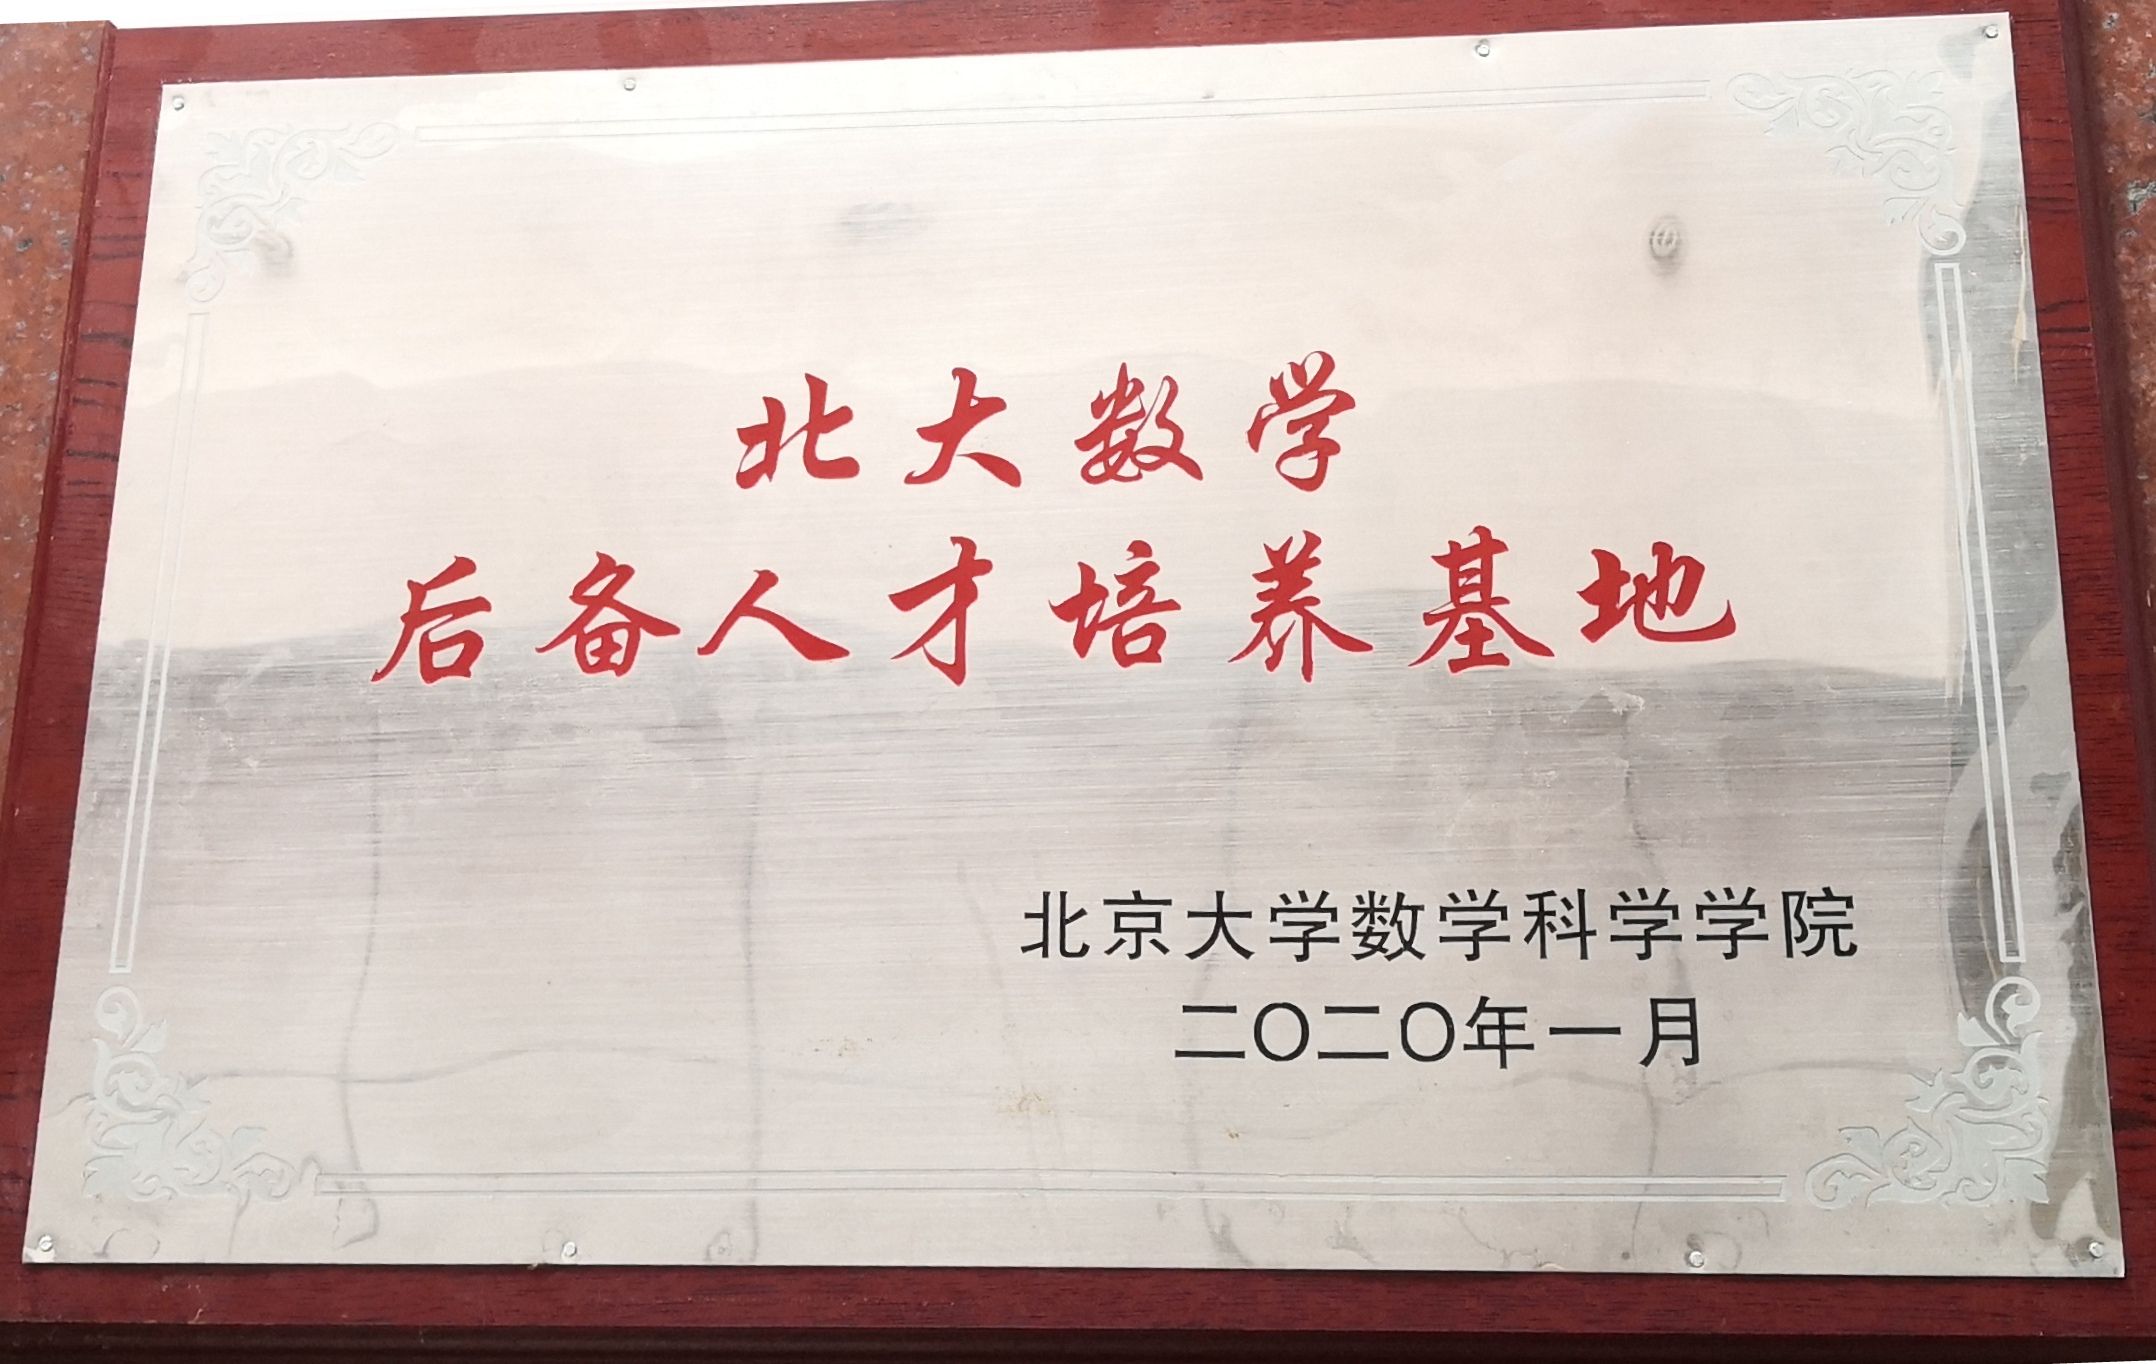 北大数学
后备人才培养基地
北京大学数学科学学院
二〇二〇年一月